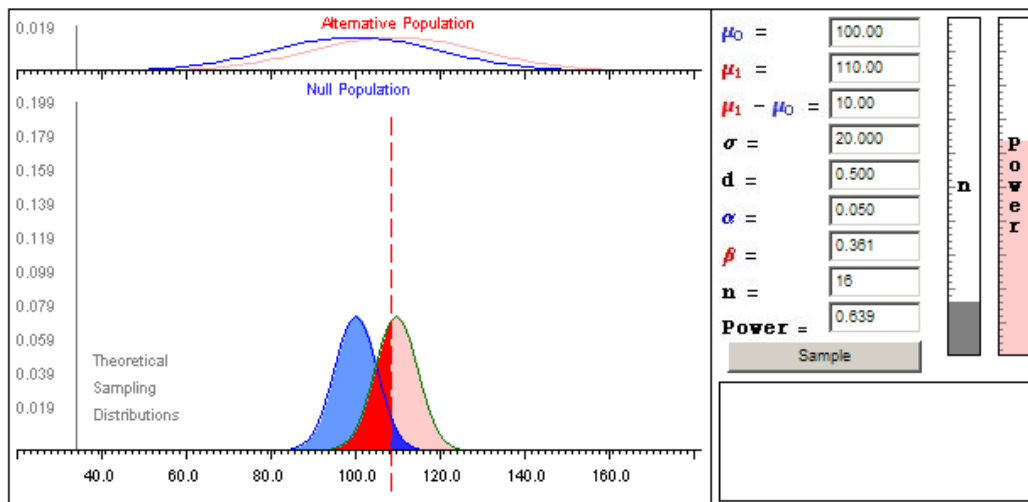 0.019
Alternative Population
Null Population
0.199
0.179
0.159
0.139
0.119
0.099
0.079
0.059
0.039
0.019
Theoretical
Sampling
Distributions
40.0 60.0 80.0 100.0 120.0 140.0 160.0
μ₀ = 100.00
μ₁ = 110.00
μ₁ - μ₀ = 10.00
σ = 20.000
d = 0.500
α = 0.050
β = 0.361
n = 16
Power = 0.639
Sample
n
Power